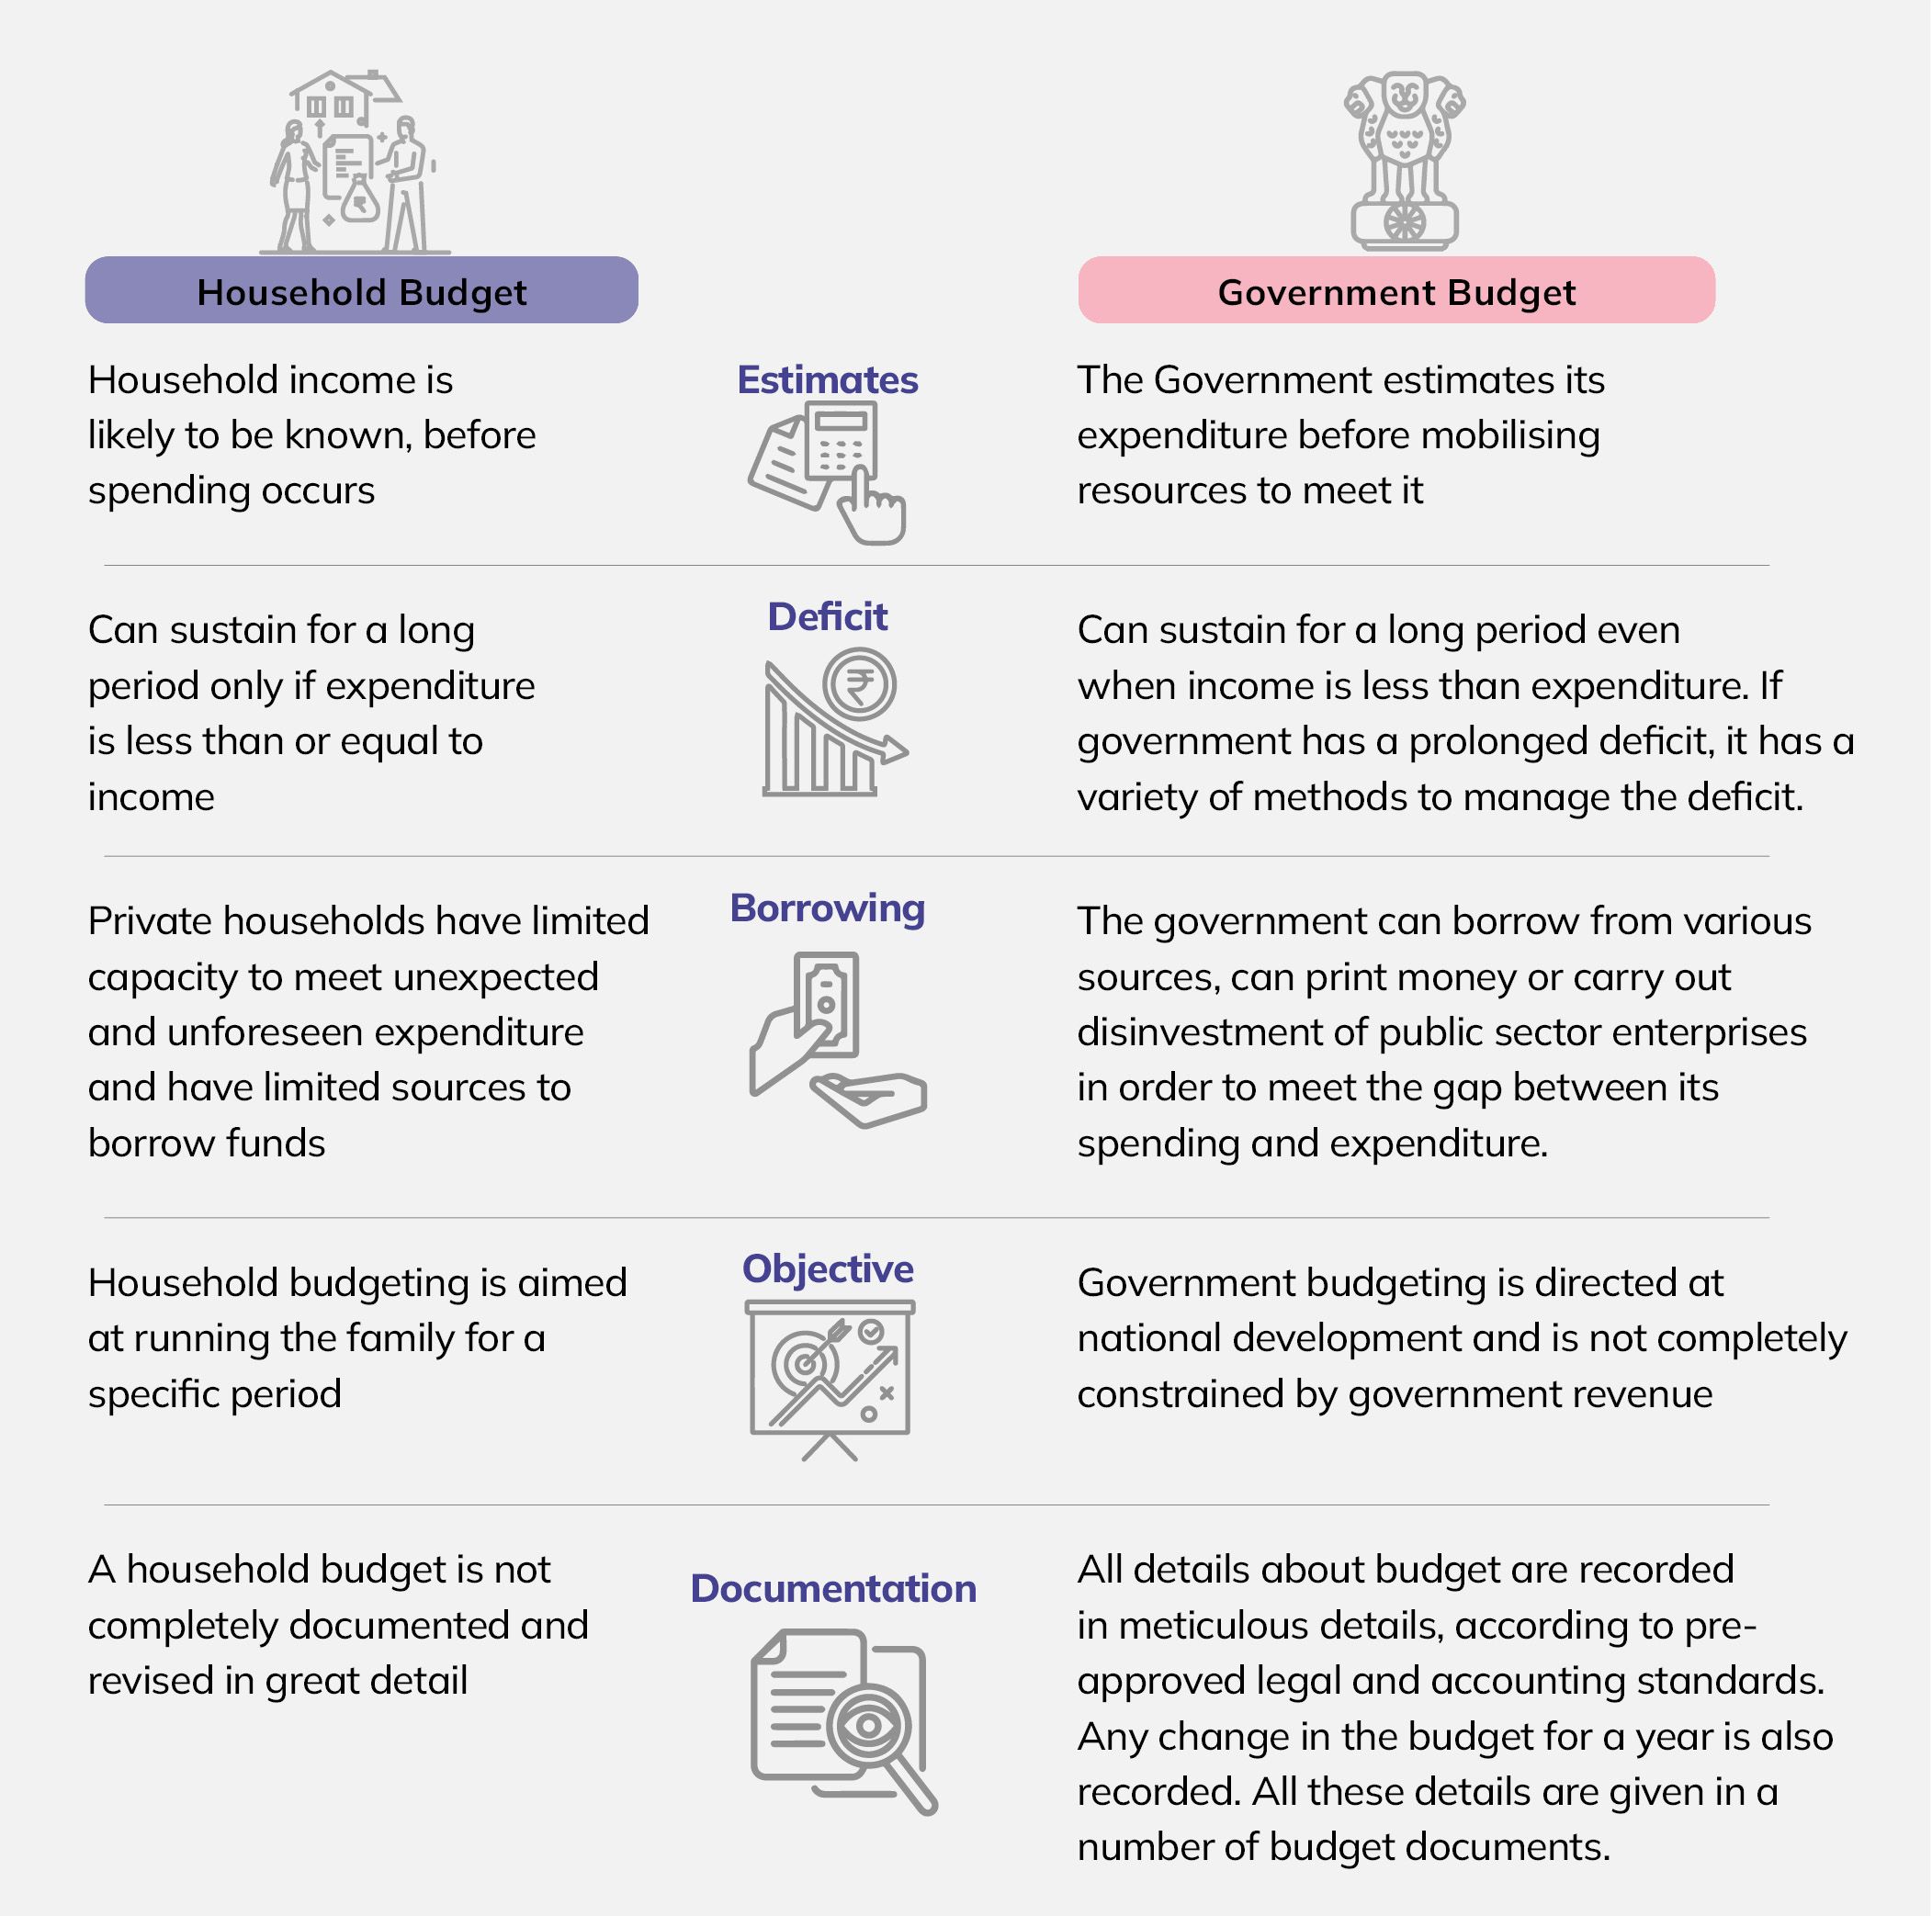 Household Budget
Government Budget
Household income is
likely to be known, before
spending occurs
Estimates
The Government estimates its
expenditure before mobilising
resources to meet it
Can sustain for a long
period only if expenditure
is less than or equal to
income
Deficit
₹
Can sustain for a long period even
when income is less than expenditure. If
government has a prolonged deficit, it has a
variety of methods to manage the deficit.
Private households have limited
capacity to meet unexpected
and unforeseen expenditure
and have limited sources to
borrow funds
Borrowing
The government can borrow from various
sources, can print money or carry out
disinvestment of public sector enterprises
in order to meet the gap between its
spending and expenditure.
Household budgeting is aimed
at running the family for a
specific period
Objective
Government budgeting is directed at
national development and is not completely
constrained by government revenue
A household budget is not
completely documented and
revised in great detail
Documentation
All details about budget are recorded
in meticulous details, according to pre-
approved legal and accounting standards.
Any change in the budget for a year is also
recorded. All these details are given in a
number of budget documents.